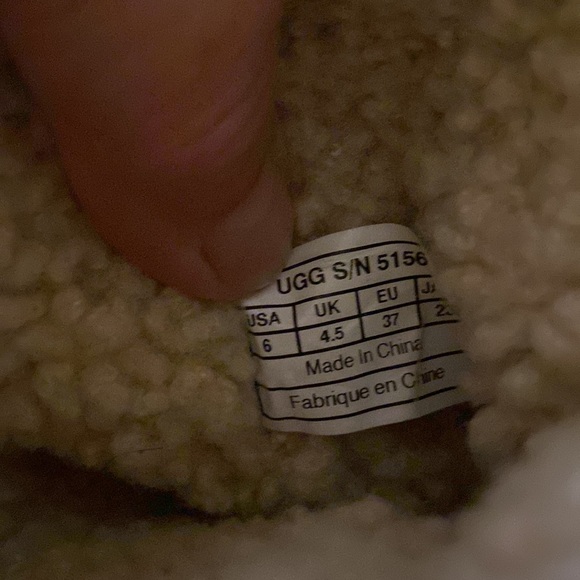 UGG S/N 5156
USA UK EU
6 4.5 37
Made In China
Fabrique en Chine